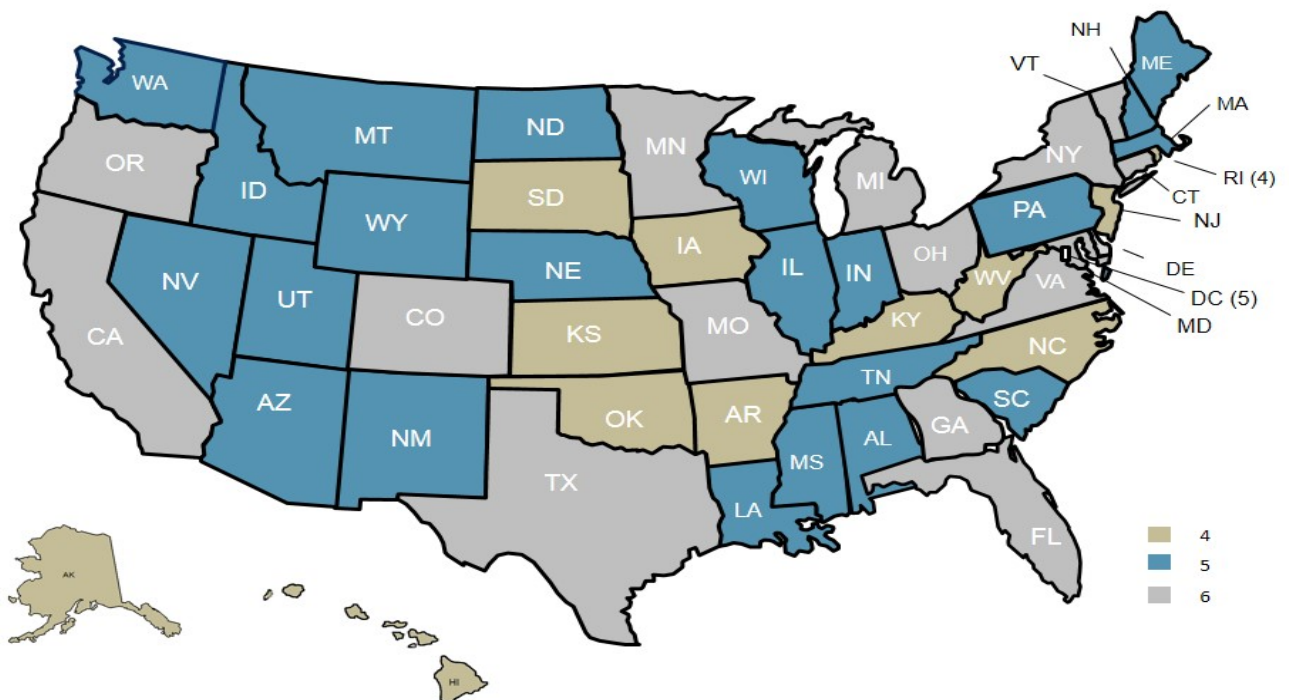 NH
ME
VT
WA
MA
MT
ND
MN
OR
NY
RI (4)
ID
WI
MI
CT
SD
PA
NJ
WY
IA
OH
DE
NE
IL
IN
WV
VA
NV
DC (5)
UT
CO
MD
CA
MO
KY
KS
NC
TN
AZ
SC
OK
AR
GA
NM
AL
MS
TX
LA
FL
4
5
6
AK
HI